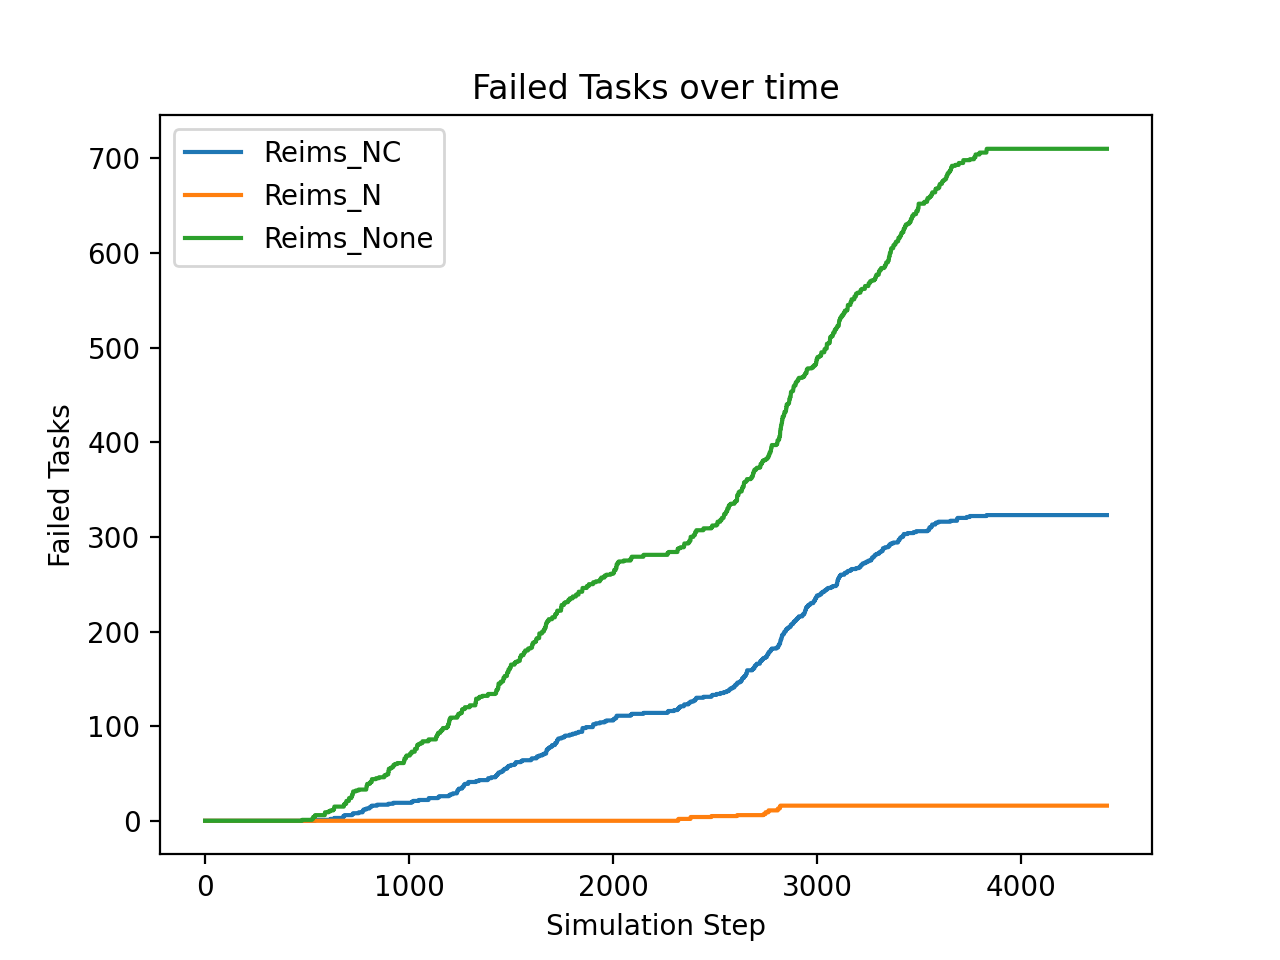 Failed Tasks over time
Reims_NC
Reims_N
Reims_None
Failed Tasks
700
600
500
400
300
200
100
0
0 1000 2000 3000 4000
Simulation Step